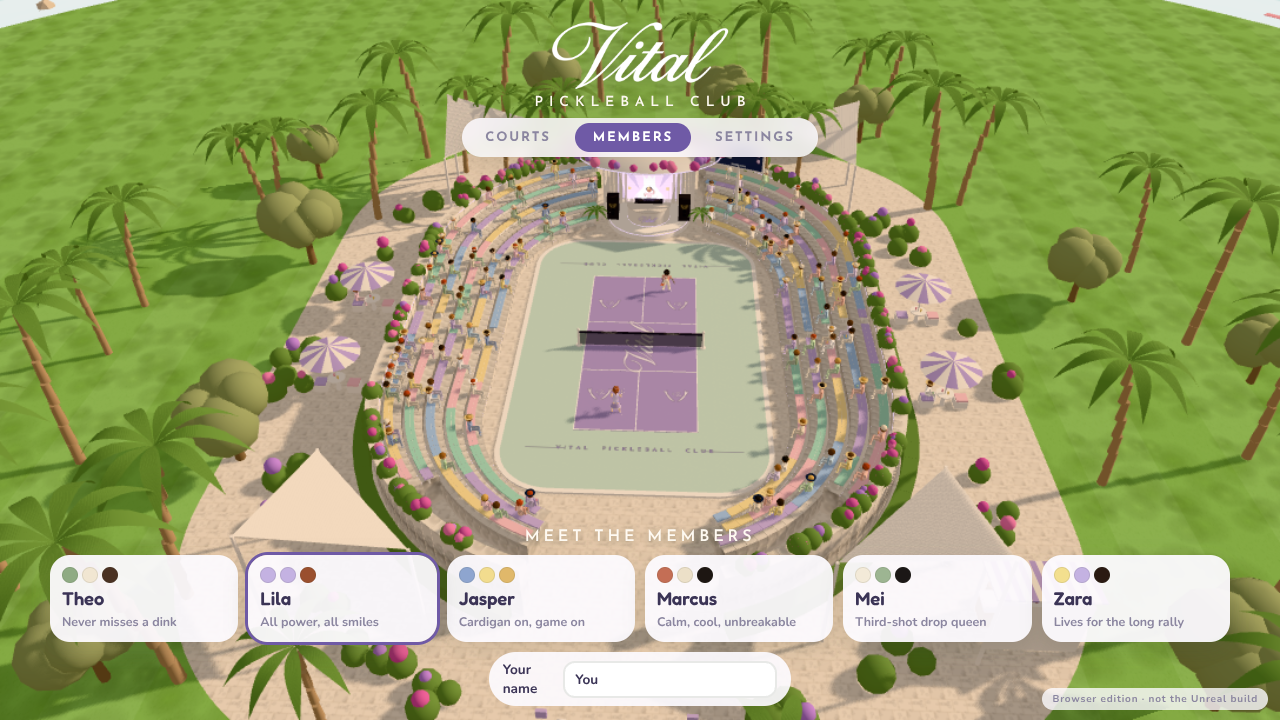 Vital
PICKLEBALL CLUB
COURTS MEMBERS SETTINGS
Vital
VITAL PICKLEBALL CLUB
MEET THE MEMBERS
Theo
Never misses a dink
Lila
All power, all smiles
Jasper
Cardigan on, game on
Marcus
Calm, cool, unbreakable
Mei
Third-shot drop queen
Zara
Lives for the long rally
Your name
You
Browser edition · not the Unreal build